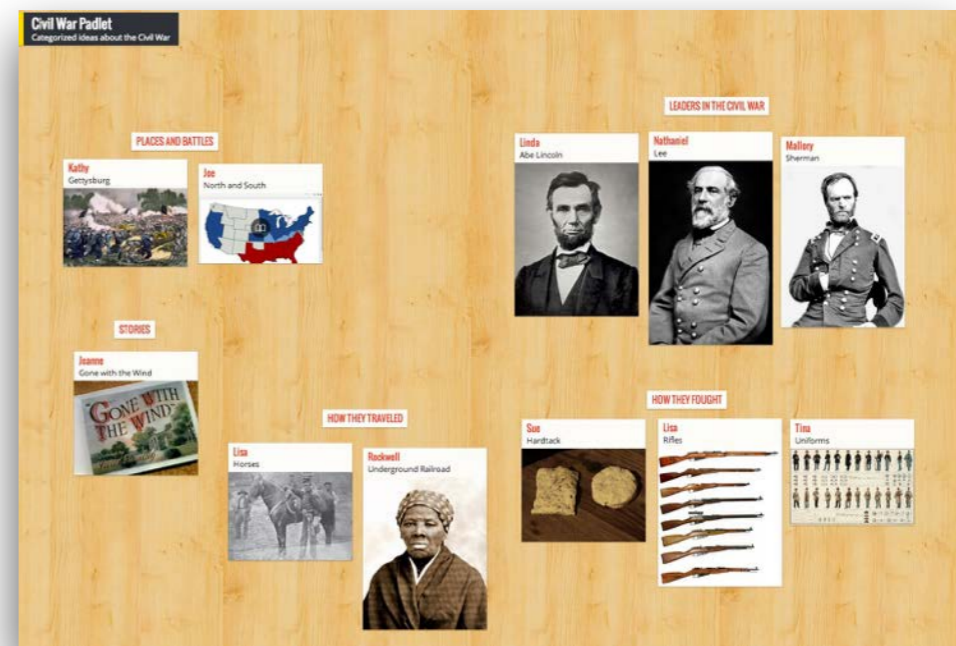 Civil War Padlet
Categorized ideas about the Civil War
PLACES AND BATTLES
Kathy
Gettysburg
Joe
North and South
LEADERS IN THE CIVIL WAR
Linda
Abe Lincoln
Nathaniel
Lee
Mallory
Sherman
STORIES
Joanne
Gone with the Wind
"GONE WITH
THE WIND"
HOW THEY TRAVELED
Lisa
Horses
Rockwell
Underground Railroad
HOW THEY FOUGHT
Sue
Hardtack
Lisa
Rifles
Tina
Uniforms